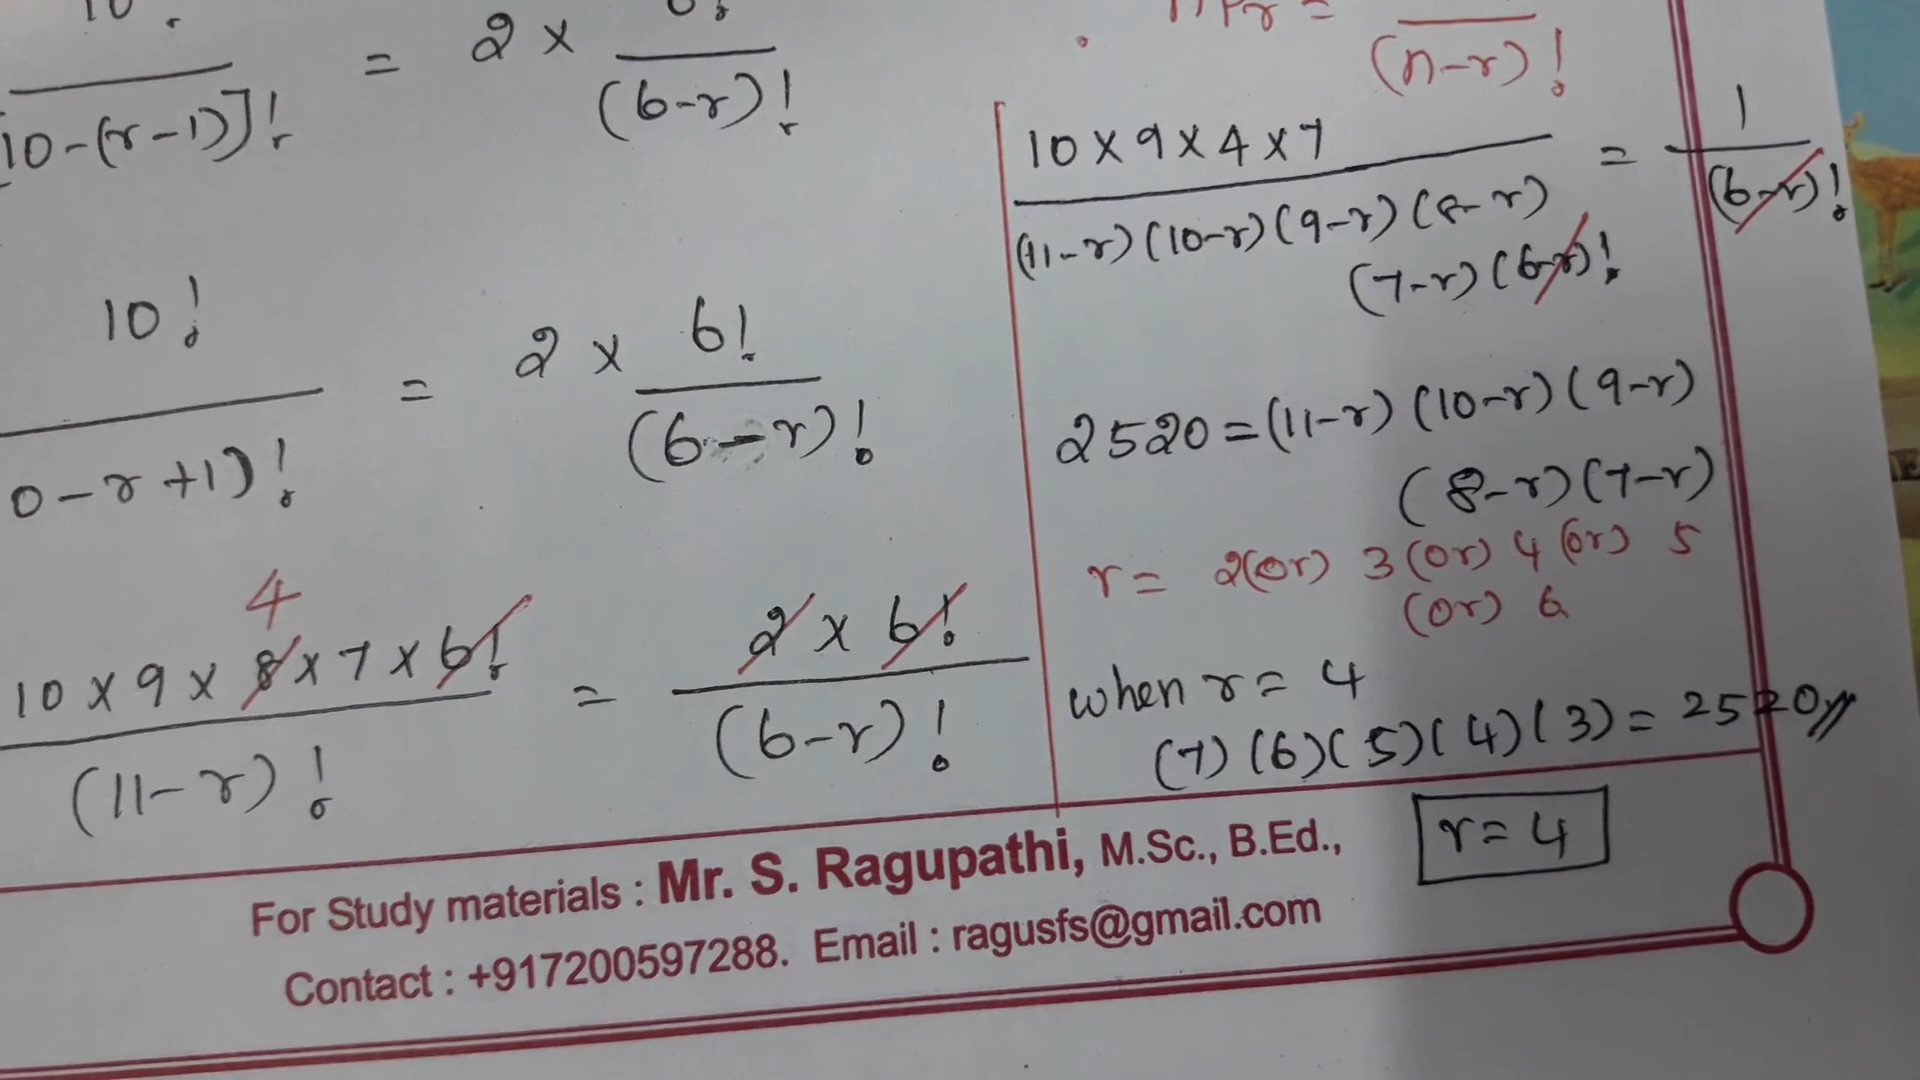 [10-(r-1)]! = 2 × (6-r)!
10! / 0-r+1)! = 2 × 6! / (6-r)!
4
10 × 9 × 8 × 7 × 6! / (11-r)! = 2 × 6! / (6-r)!
(n-r)!
10 × 9 × 4 × 7 / (11-r)(10-r)(9-r)(8-r) = 1 / (6-r)!
(7-r)(6-r)!
2520 = (11-r)(10-r)(9-r)
(8-r)(7-r)
r = 2(or) 3(or) 4(or) 5
(or) 6
when r = 4
(7)(6)(5)(4)(3) = 2520
r = 4
For Study materials : Mr. S. Ragupathi, M.Sc., B.Ed.,
Contact : +917200597288. Email : ragusfs@gmail.com